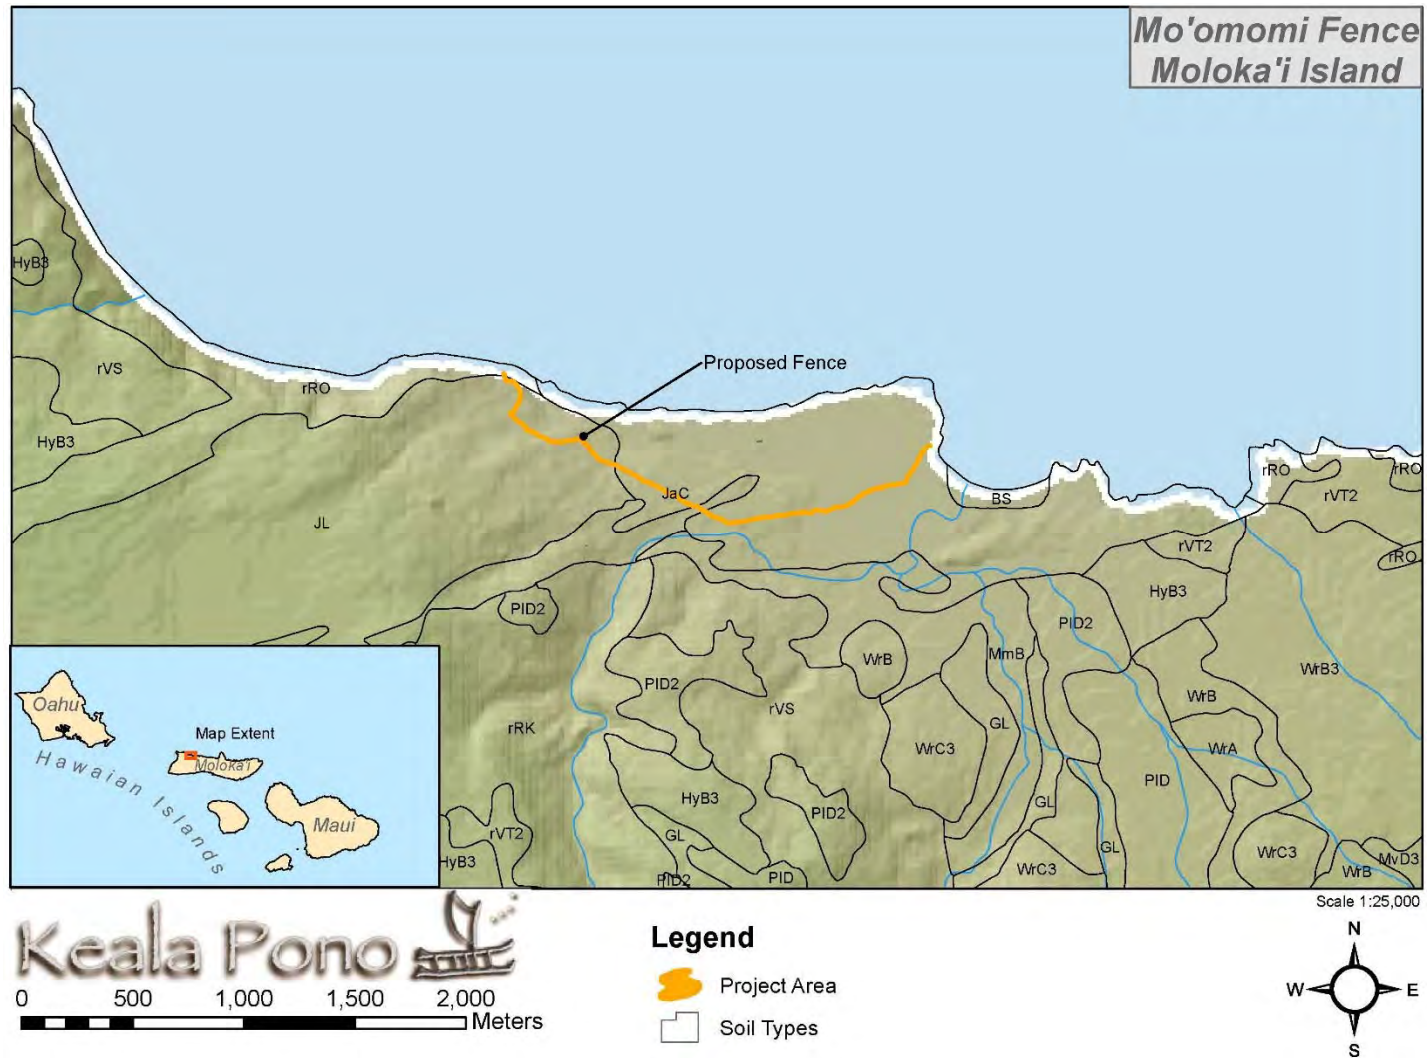 Mo'omomi Fence
Moloka'i Island
HyB3
rVS
rRO
HyB3
Proposed Fence
JaC
JL
BS
rRO
rRO
rVT2
rVT2
rRO
HyB3
PID2
PID2
WrB
MmB
WrB3
PID2
rVS
WrB
rRK
GL
WrC3
WrA
PID
HyB3
PID2
GL
rVT2
GL
GL
HyB3
PID2
PID
WrC3
WrC3
WrB
MvD3
Oahu
Map Extent
Moloka'i
Hawaiian Islands
Maui
Scale 1:25,000
Keala Pono
Legend
Project Area
Soil Types
0 500 1,000 1,500 2,000
Meters
N
W E
S